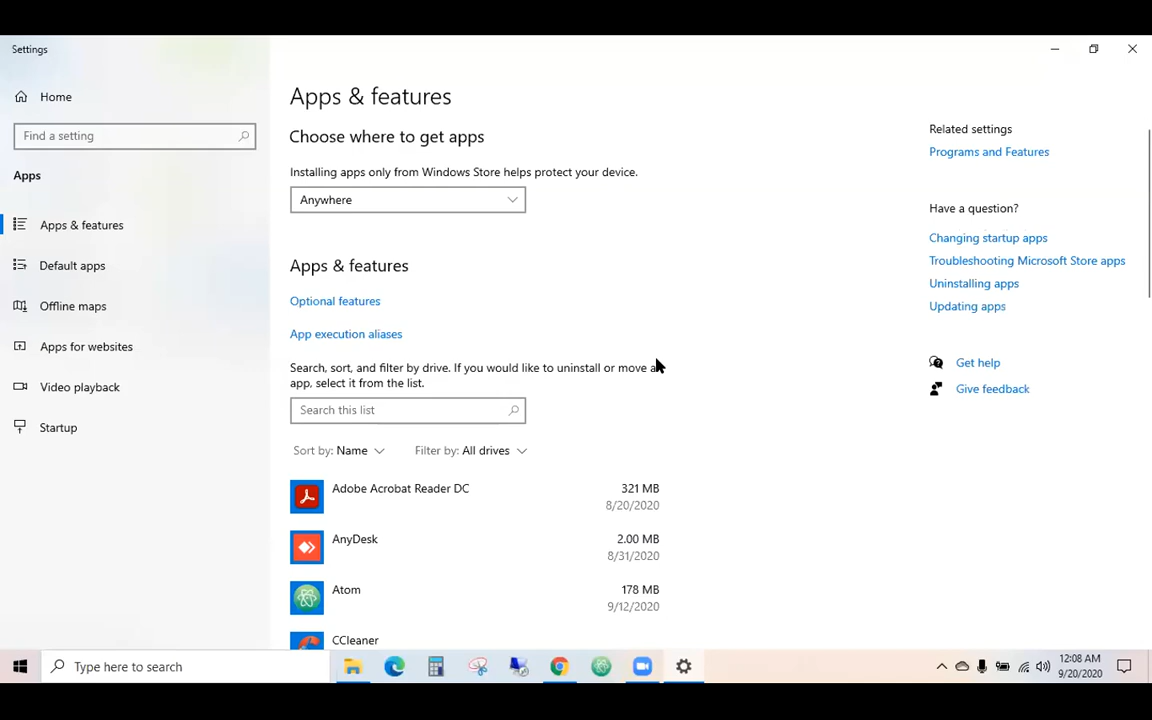 Settings
Home
Find a setting
Apps
Apps & features
Default apps
Offline maps
Apps for websites
Video playback
Startup
Apps & features
Choose where to get apps
Installing apps only from Windows Store helps protect your device.
Anywhere
Apps & features
Optional features
App execution aliases
Search, sort, and filter by drive. If you would like to uninstall or move
app, select it from the list.
Search this list
Sort by: Name
Filter by: All drives
Adobe Acrobat Reader DC
321 MB
8/20/2020
AnyDesk
2.00 MB
8/31/2020
Atom
178 MB
9/12/2020
CCleaner
Related settings
Programs and Features
Have a question?
Changing startup apps
Troubleshooting Microsoft Store apps
Uninstalling apps
Updating apps
Get help
Give feedback
Type here to search
12:08 AM
9/20/2020